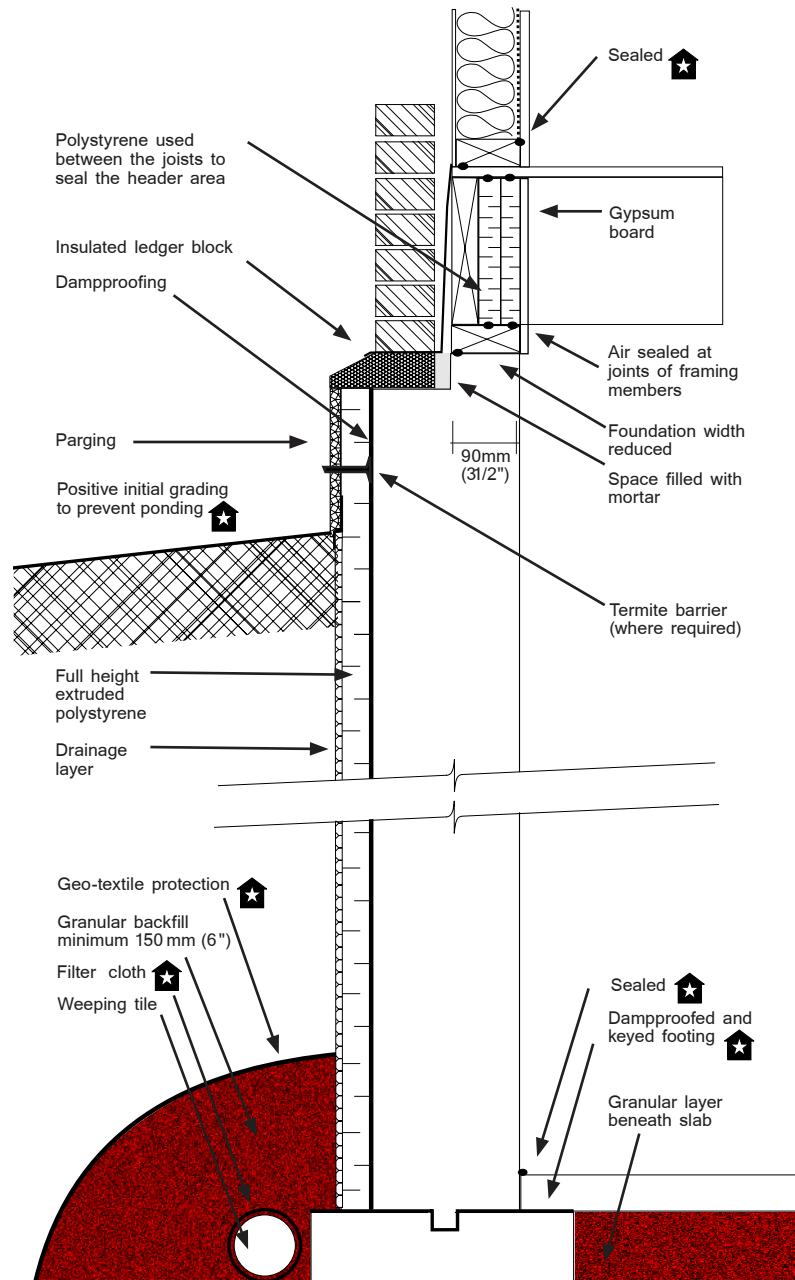 Sealed
Polystyrene used
between the joists to
seal the header area
Gypsum
board
Insulated ledger block
Dampproofing
Air sealed at
joints of framing
members
Foundation width
reduced
Parging
90mm
(31/2")
Space filled with
mortar
Positive initial grading
to prevent ponding
Termite barrier
(where required)
Full height
extruded
polystyrene
Drainage
layer
Geo-textile protection
Granular backfill
minimum 150 mm (6")
Filter cloth
Weeping tile
Sealed
Dampproofed and
keyed footing
Granular layer
beneath slab